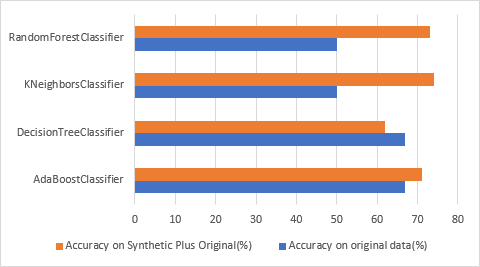 RandomForestClassifier
KNeighborsClassifier
DecisionTreeClassifier
AdaBoostClassifier
0 10 20 30 40 50 60 70 80
Accuracy on Synthetic Plus Original(%) Accuracy on original data(%)